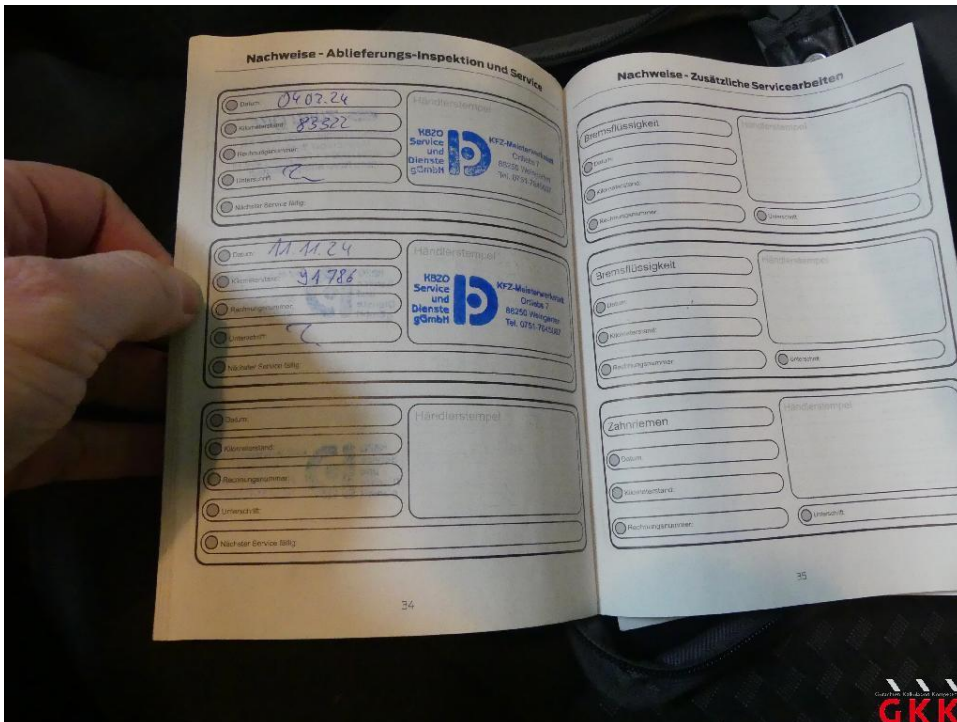 Nachweise - Ablieferungs-Inspektion und Service
Datum: 04.02.24
Kilometerstand: 83322
Rechnungsnummer:
Unterschrift:
Nächster Service fällig:
Händlerstempel
KBZO
Service
und
Dienste
gGmbH
KFZ-Meisterwerkstatt
88250 Weingarten
Tel. 0751-
Datum: 11.11.24
Kilometerstand: 91786
Rechnungsnummer:
Unterschrift:
Nächster Service fällig:
Händlerstempel
KBZO
Service
und
Dienste
gGmbH
KFZ-Meisterwerkstatt
88250 Weingarten
Tel. 0751-
Datum:
Kilometerstand:
Rechnungsnummer:
Unterschrift:
Nächster Service fällig:
Händlerstempel
34
Nachweise - Zusätzliche Servicearbeiten
Bremsflüssigkeit
Datum:
Kilometerstand:
Rechnungsnummer:
Händlerstempel
Unterschrift:
Bremsflüssigkeit
Datum:
Kilometerstand:
Rechnungsnummer:
Händlerstempel
Unterschrift:
Zahnriemen
Datum:
Kilometerstand:
Rechnungsnummer:
Händlerstempel
Unterschrift:
35
GKK